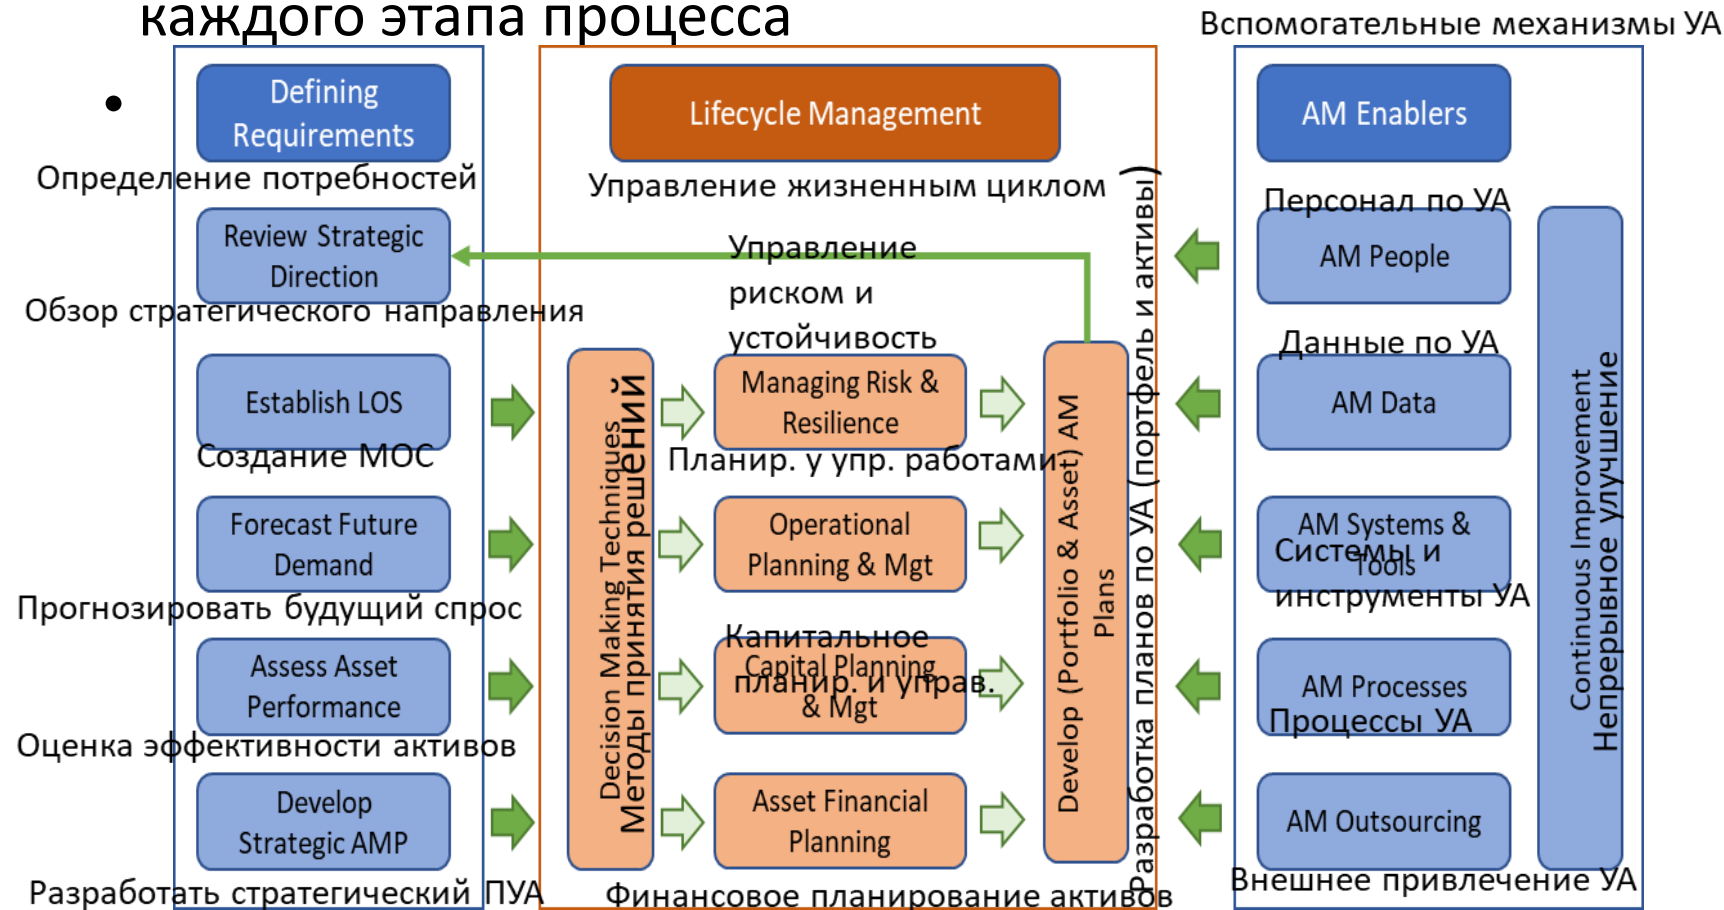 каждого этапа процесса
•
Вспомогательные механизмы УА
Defining
Requirements
Определение потребностей
Review Strategic
Direction
Обзор стратегического направления
Establish LOS
Создание МОС
Forecast Future
Demand
Прогнозировать будущий спрос
Assess Asset
Performance
Оценка эффективности активов
Develop
Strategic AMP
Разработать стратегический ПУА
Lifecycle Management
Управление жизненным циклом
Decision Making Techniques
Методы принятия решений
Управление
риском и
устойчивость
Managing Risk &
Resilience
Планир. у упр. работами.
Operational
Planning & Mgt
Капитальное
планир. и управ.
Capital Planning
& Mgt
Asset Financial
Planning
Финансовое планирование активов
Develop (Portfolio & Asset) AM
Plans
Разработка планов по УА (портфель и активы)
AM Enablers
Персонал по УА
AM People
Данные по УА
AM Data
AM Systems &
Tools
Системы и
инструменты УА
AM Processes
Процессы УА
AM Outsourcing
Внешнее привлечение УА
Continuous Improvement
Непрерывное улучшение